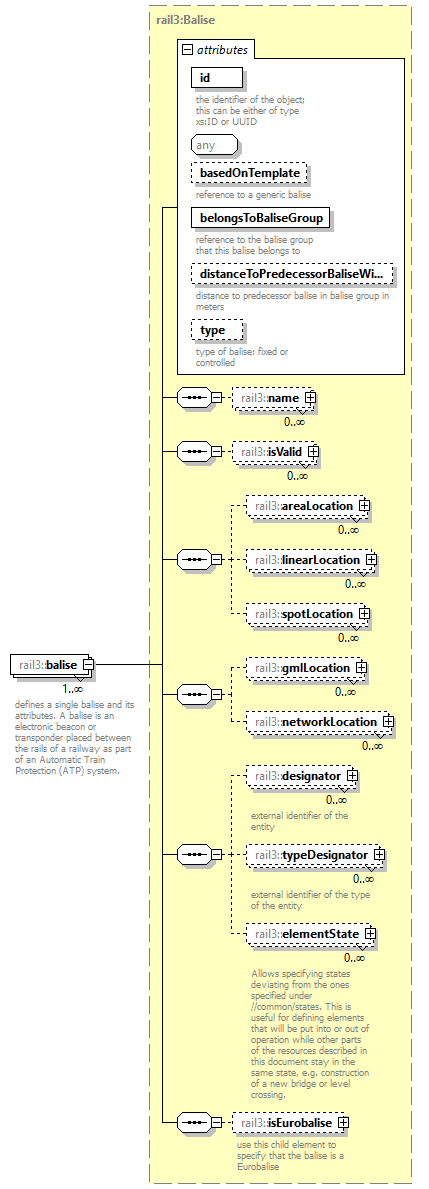 rail3:Balise
attributes
id
the identifier of the object;
this can be either of type
xs:ID or UUID
any
basedOnTemplate
reference to a generic balise
belongsToBaliseGroup
reference to the balise group
that this balise belongs to
distanceToPredecessorBaliseWi...
distance to predecessor balise in balise group in
meters
type
type of balise: fixed or
controlled
rail3::name
0..∞
rail3::isValid
0..∞
rail3::areaLocation
0..∞
rail3::linearLocation
0..∞
rail3::spotLocation
0..∞
rail3::balise
1..∞
defines a single balise and its
attributes. A balise is an
electronic beacon or
transponder placed between
the rails of a railway as part
of an Automatic Train
Protection (ATP) system.
rail3::gmlLocation
0..∞
rail3::networkLocation
0..∞
rail3::designator
0..∞
external identifier of the
entity
rail3::typeDesignator
0..∞
external identifier of the type
of the entity
rail3::elementState
0..∞
Allows specifying states
deviating from the ones
specified under
//common/states. This is
useful for defining elements
that will be put into or out of
operation while other parts
of the resources described in
this document stay in the
same state, e.g. construction
of a new bridge or level
crossing.
rail3::isEurobalise
use this child element to
specify that the balise is a
Eurobalise